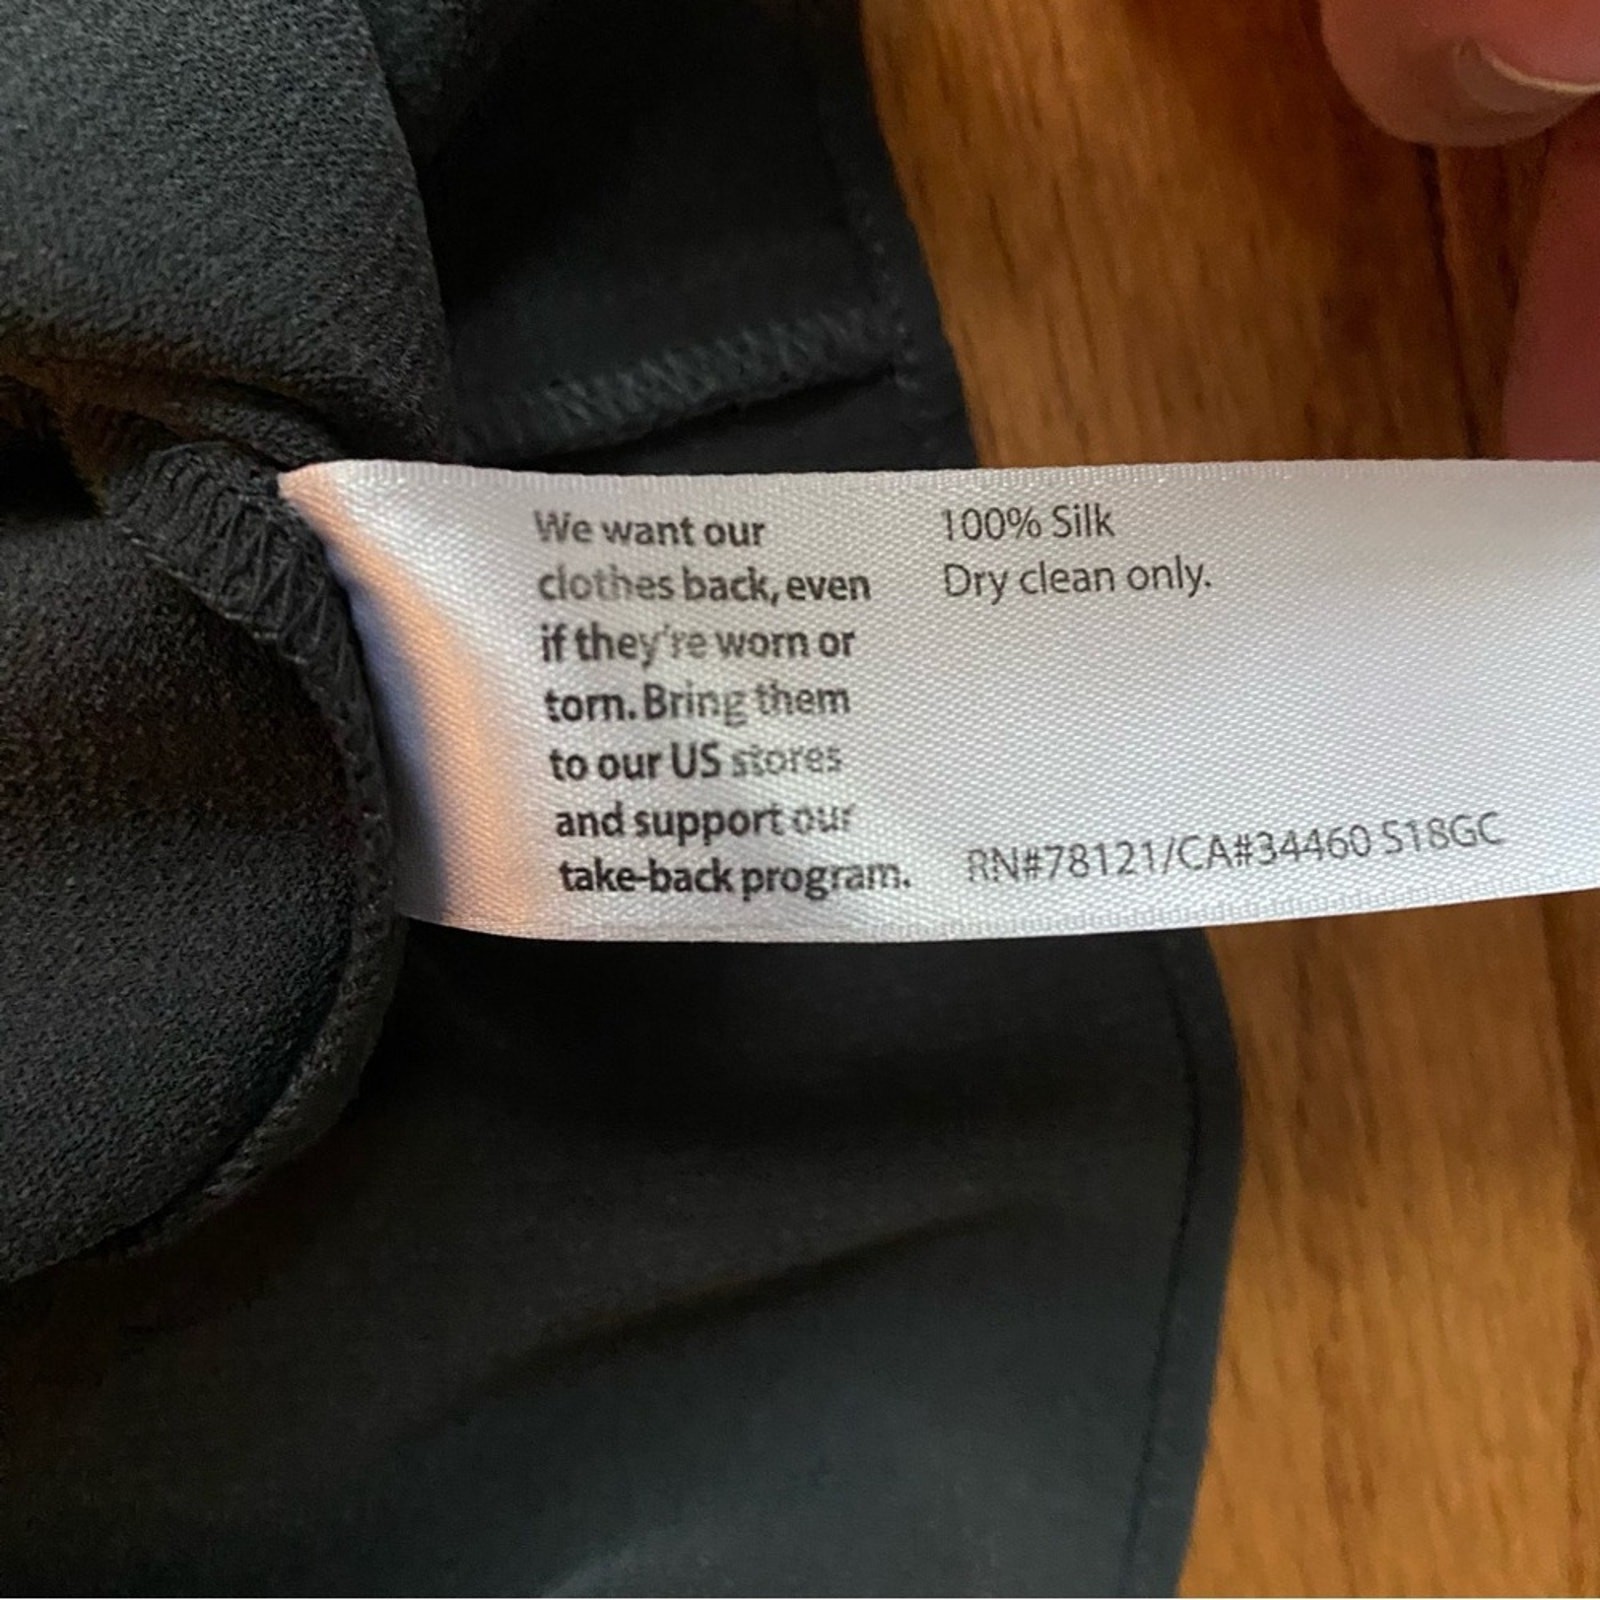 We want our
clothes back, even
if they're worn or
torn. Bring them
to our US stores
and support our
take-back program.
100% Silk
Dry clean only.
RN#78121/CA#34460 S18GC